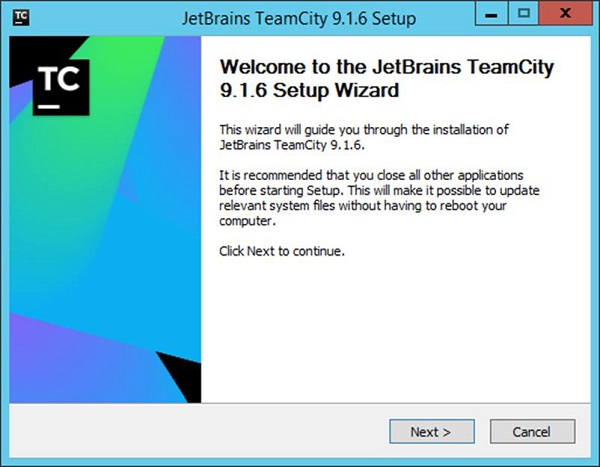 TC
JetBrains TeamCity 9.1.6 Setup
X
TC
Welcome to the JetBrains TeamCity
9.1.6 Setup Wizard
This wizard will guide you through the installation of
JetBrains TeamCity 9.1.6.
It is recommended that you close all other applications
before starting Setup. This will make it possible to update
relevant system files without having to reboot your
computer.
Click Next to continue.
Next >
Cancel